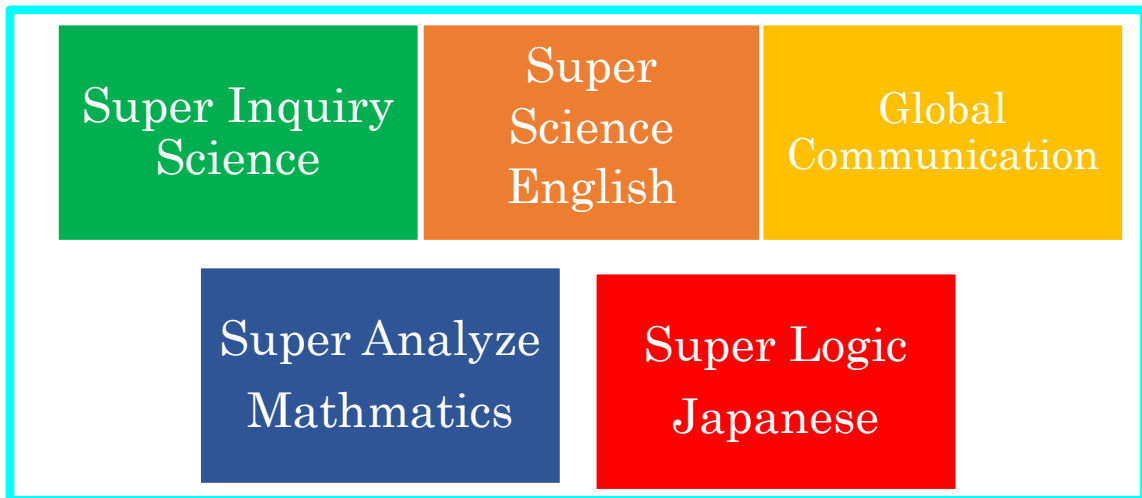 Super Inquiry
Science
Super
Science
English
Global
Communication
Super Analyze
Mathmatics
Super Logic
Japanese